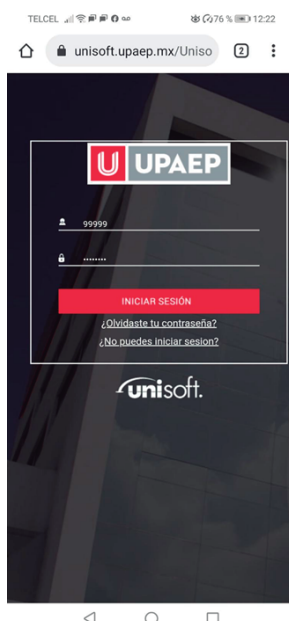 TELCEL 76 % 12:22
unisoft.upaep.mx/Uniso 2
U UPAEP
99999
········
INICIAR SESIÓN
¿Olvidaste tu contraseña?
¿No puedes iniciar sesion?
unisoft.